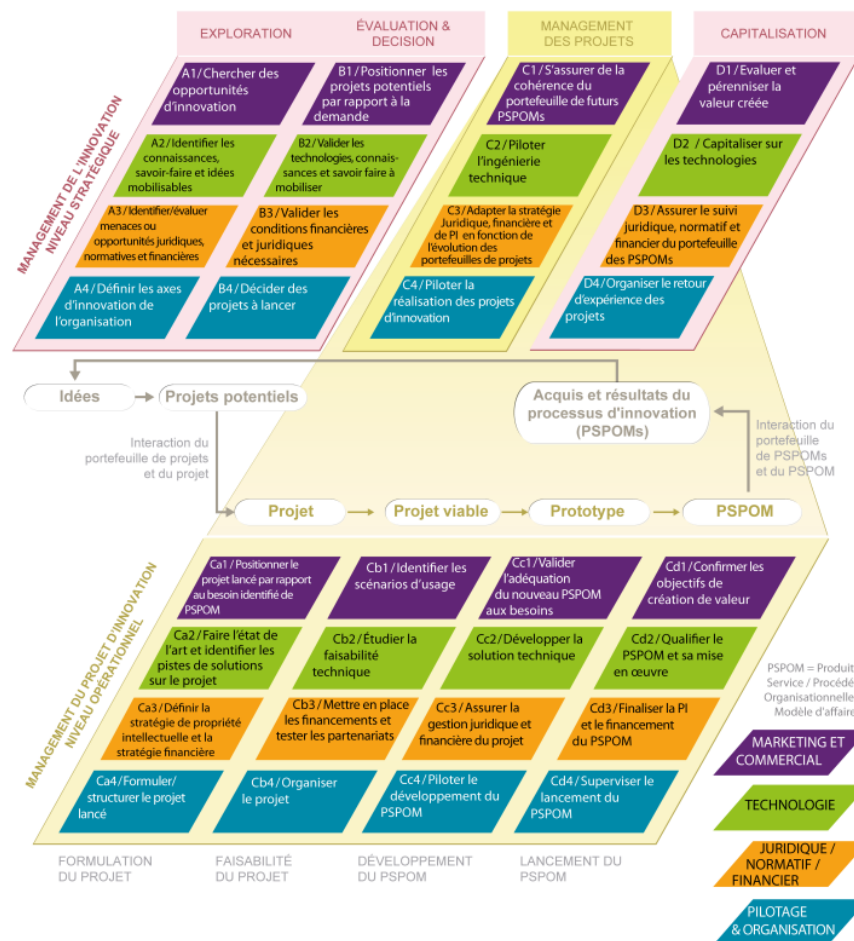 EXPLORATION
ÉVALUATION &
DECISION
MANAGEMENT
DES PROJETS
CAPITALISATION
MANAGEMENT DE L'INNOVATION
NIVEAU STRATÉGIQUE
A1/Chercher des
opportunités
d'innovation
B1/Positionner les
projets potentiels
par rapport à la
demande
C1/S'assurer de la
cohérence du
portefeuille de futurs
PSPOMs
D1/Evaluer et
pérenniser la
valeur créée
A2/Identifier les
connaissances,
savoir-faire et idées
mobilisables
B2/Valider les
technologies, connais-
sances et savoir faire à
mobiliser
C2/Piloter
l'ingénierie
technique
D2 / Capitaliser sur
les technologies
A3/Identifier/évaluer
menaces ou
opportunités juridiques,
normatives et financières
B3/Valider les
conditions financières
et juridiques
nécessaires
C3/Adapter la stratégie
Juridique, financière et
de PI en fonction de
l'évolution des
portefeuilles de projets
D3/Assurer le suivi
juridique, normatif et
financier du portefeuille
des PSPOMs
A4/Définir les axes
d'innovation de
l'organisation
B4/Décider des
projets à lancer
C4/Piloter la
réalisation des projets
d'innovation
D4/Organiser le retour
d'expérience des
projets
Idées
Projets potentiels
Acquis et résultats du
processus d'innovation
(PSPOMs)
Interaction du
portefeuille de projets
et du projet
Interaction du
portefeuille
de PSPOMs
et du PSPOM
Projet
Projet viable
Prototype
PSPOM
MANAGEMENT DU PROJET D'INNOVATION
NIVEAU OPÉRATIONNEL
Ca1/Positionner le
projet lancé par rapport
au besoin identifié de
PSPOM
Cb1/Identifier les
scénarios d'usage
Cc1/Valider
l'adéquation
du nouveau PSPOM
aux besoins
Cd1/Confirmer les
objectifs de
création de valeur
Ca2/Faire l'état de
l'art et identifier les
pistes de solutions
sur le projet
Cb2/Étudier la
faisabilité
technique
Cc2/Développer la
solution technique
Cd2/Qualifier le
PSPOM et sa mise
en œuvre
Ca3/Définir la
stratégie de propriété
intellectuelle et la
stratégie financière
Cb3/Mettre en place
les financements et
tester les partenariats
Cc3/Assurer la
gestion juridique et
financière du projet
Cd3/Finaliser la PI
et le financement
du PSPOM
Ca4/Formuler/
structurer le projet
lancé
Cb4/Organiser
le projet
Cc4/Piloter le
développement du
PSPOM
Cd4/Superviser le
lancement du
PSPOM
FORMULATION
DU PROJET
FAISABILITÉ
DU PROJET
DÉVELOPPEMENT
DU PSPOM
LANCEMENT DU
PSPOM
PSPOM = Produit
Service / Procédé
Organisationnelle
Modèle d'affaire
MARKETING ET
COMMERCIAL
TECHNOLOGIE
JURIDIQUE /
NORMATIF /
FINANCIER
PILOTAGE
& ORGANISATION